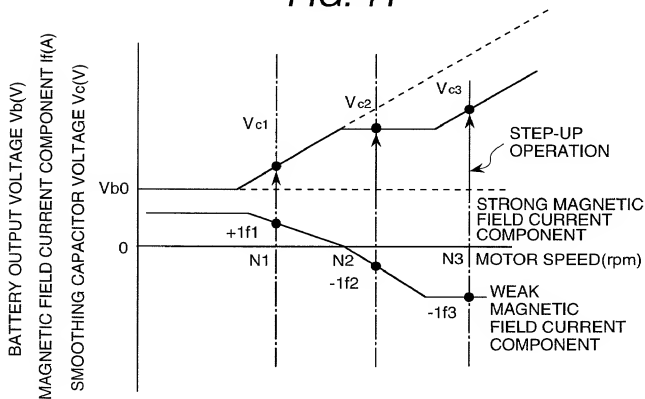 FIG. 11
BATTERY OUTPUT VOLTAGE Vb(V)
MAGNETIC FIELD CURRENT COMPONENT If(A)
SMOOTHING CAPACITOR VOLTAGE Vc(V)
Vc1
Vc2
Vc3
STEP-UP
OPERATION
Vb0
STRONG MAGNETIC
FIELD CURRENT
COMPONENT
+1f1
0
N1
N2
N3
MOTOR SPEED(rpm)
-1f2
-1f3
WEAK
MAGNETIC
FIELD CURRENT
COMPONENT